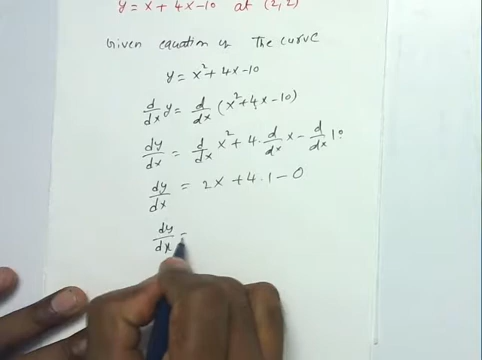 y = x + 4x - 10 at (2,2)
Given equation of The curve
y = x² + 4x - 10
d/dx y = d/dx (x² + 4x - 10)
dy/dx = d/dx x² + 4 · d/dx x - d/dx 10
dy/dx = 2x + 4 . 1 - 0
dy/dx =